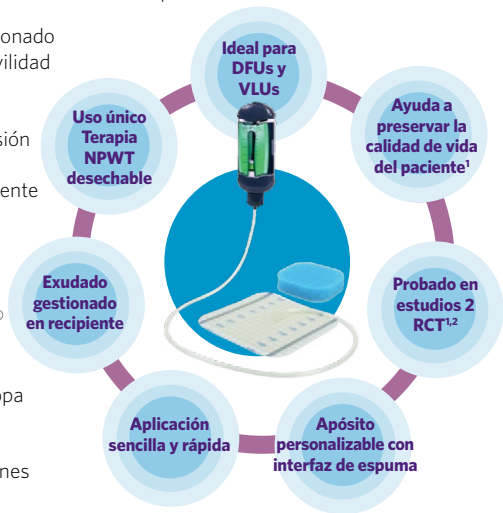 onado
vilidad
sión
ente
opa
nes
Ideal para
DFUs y
VLUs
Ayuda a
preservar la
calidad de vida
del paciente¹
Probado en
estudios 2
RCT¹,²
Apósito
personalizable con
interfaz de espuma
Aplicación
sencilla y rápida
Exudado
gestionado
en recipiente
Uso único
Terapia
NPWT
desechable